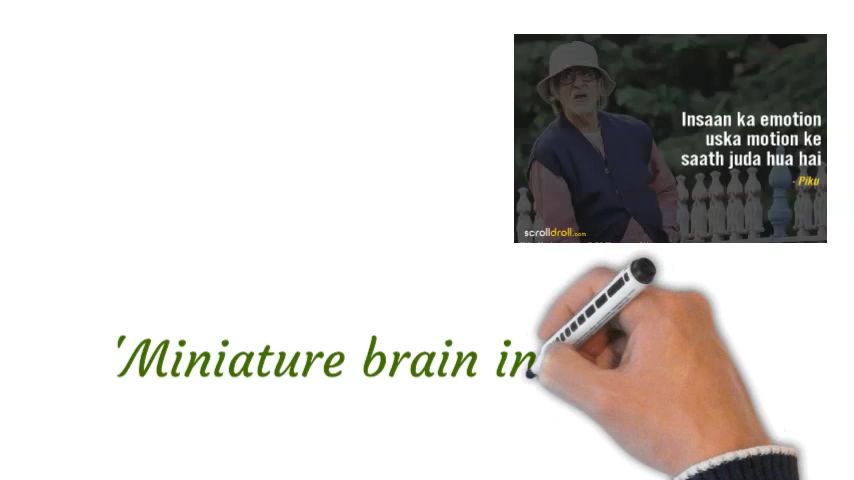 Insaan ka emotion
uska motion ke
saath juda hua hai
- Piku
scrolldroll.com
'Miniature brain in